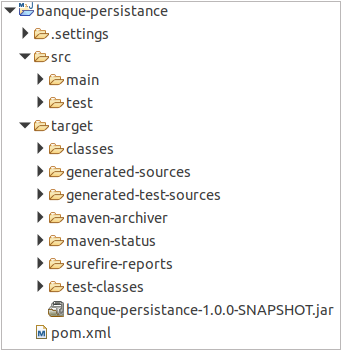 banque-persistance
.settings
src
main
test
target
classes
generated-sources
generated-test-sources
maven-archiver
maven-status
surefire-reports
test-classes
banque-persistance-1.0.0-SNAPSHOT.jar
pom.xml